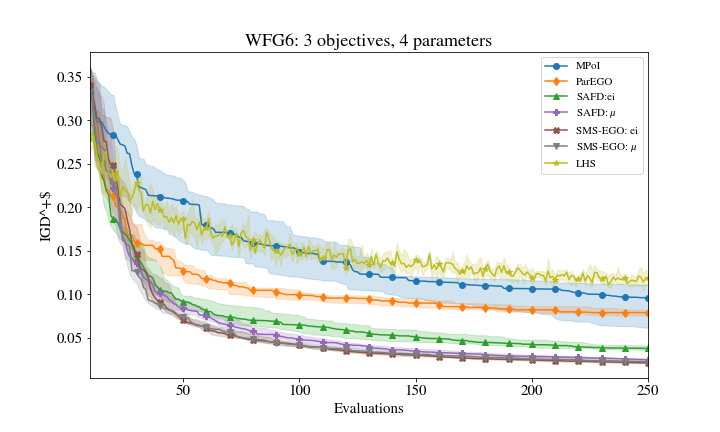 WFG6: 3 objectives, 4 parameters
MPoI
ParEGO
SAFD:ei
SAFD: μ
SMS-EGO: ei
SMS-EGO: μ
LHS
IGD^+$
0.35
0.30
0.25
0.20
0.15
0.10
0.05
50
100
150
200
250
Evaluations